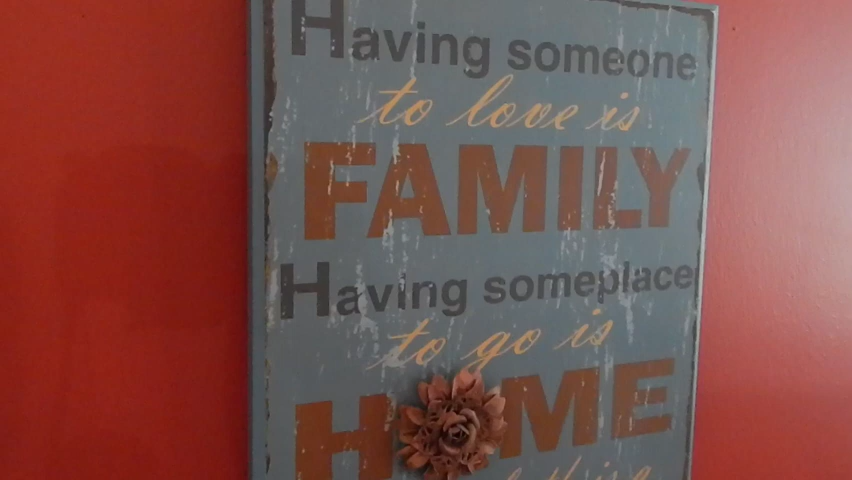 Having someone
to love is
FAMILY
Having someplace
to go is
HOME